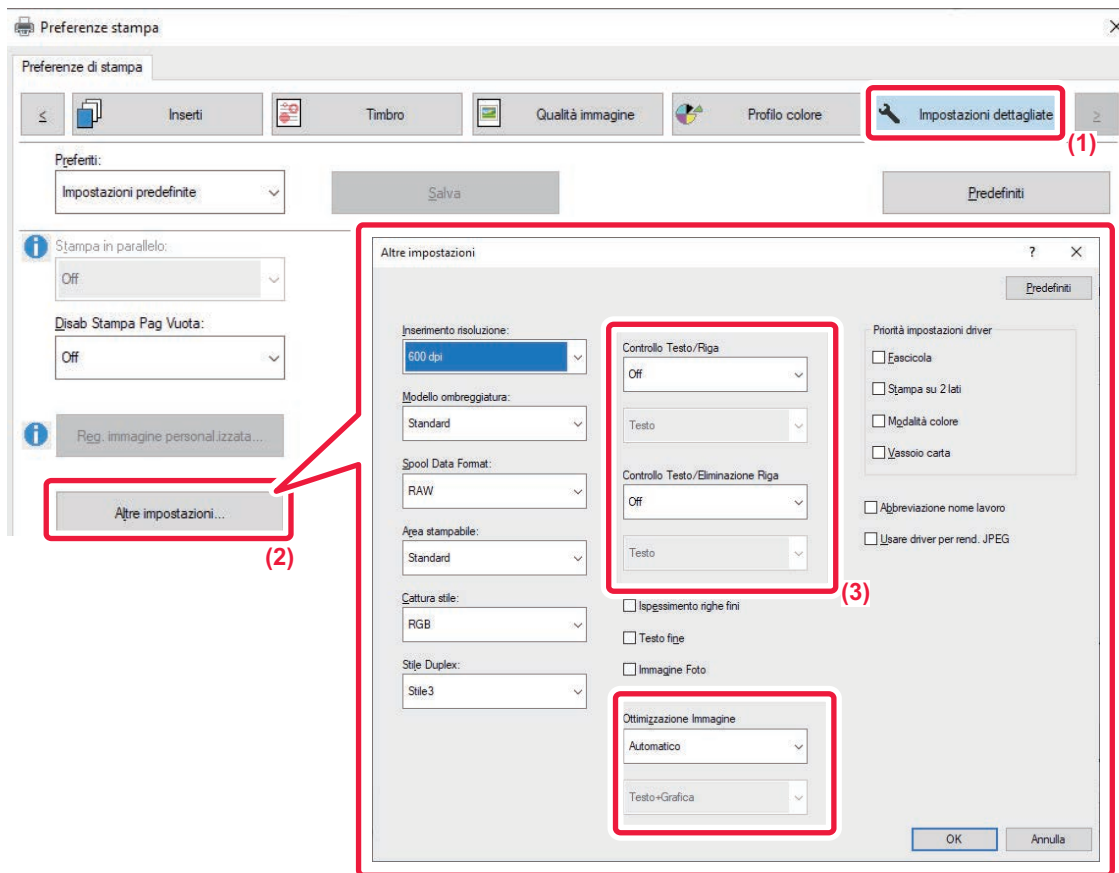 Preferenze stampa
Preferenze di stampa
<
Inserti
Timbro
Qualità immagine
Profilo colore
Impostazioni dettagliate
>
(1)
Preferiti:
Impostazioni predefinite
Salva
Predefiniti
Stampa in parallelo:
Off
Disab Stampa Pag Vuota:
Off
Reg. immagine personal.izzata...
Altre impostazioni...
(2)
Altre impostazioni
?
Predefiniti
Inserimento risoluzione:
600 dpi
Modello ombreggiatura:
Standard
Spool Data Format:
RAW
Area stampabile:
Standard
Cattura stile:
RGB
Stile Duplex:
Stile3
Controllo Testo/Riga
Off
Testo
Controllo Testo/Eliminazione Riga
Off
Testo
(3)
Ispessimento righe fini
Testo fine
Immagine Foto
Ottimizzazione Immagine
Automatico
Testo+Grafica
Priorità impostazioni driver
Fascicola
Stampa su 2 lati
Modalità colore
Vassoio carta
Abbreviazione nome lavoro
Usare driver per rend. JPEG
OK
Annulla